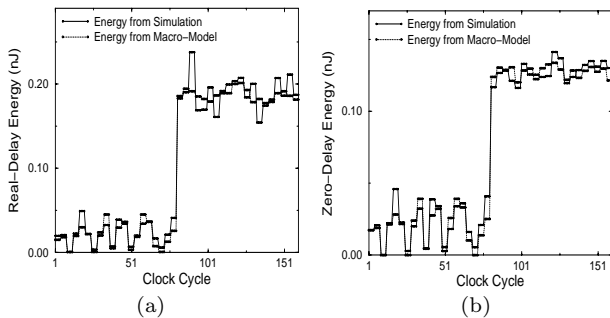 Energy from Simulation
Energy from Macro−Model
Real−Delay Energy (nJ)
0.20
0.10
0.00
1
51
101
151
Clock Cycle
(a)
Energy from Simulation
Energy from Macro−Model
Zero−Delay Energy (nJ)
0.10
0.00
1
51
101
151
Clock Cycle
(b)